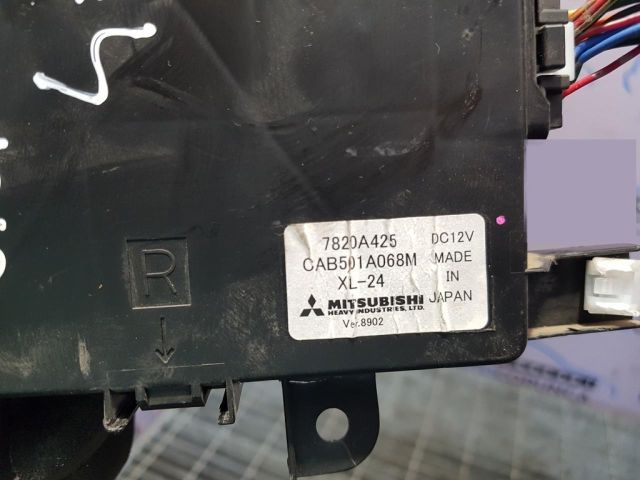 R
7820A425 DC12V
CAB501A068M MADE
XL-24 IN
MITSUBISHI JAPAN
HEAVY INDUSTRIES, LTD.
Ver.8902